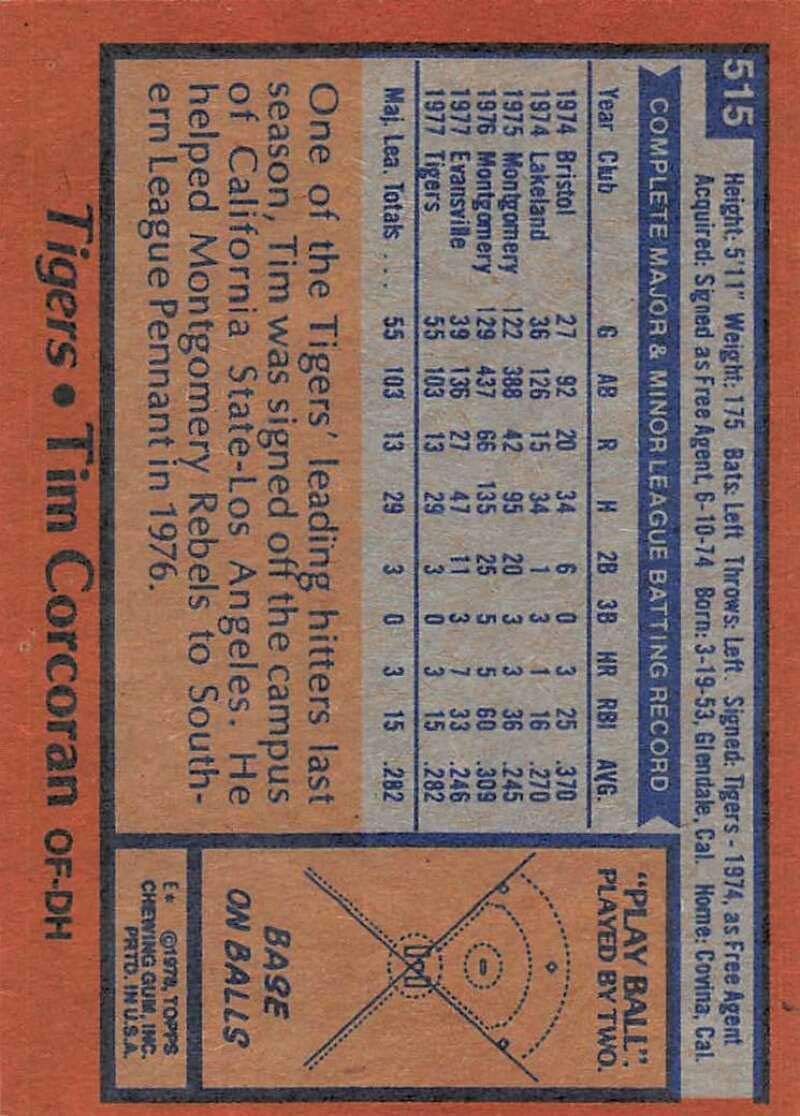 515
Height: 5'11" Weight: 175 Bats: Left Throws: Left. Signed: Tigers - 1974, as Free Agent
Acquired: Signed as Free Agent, 6-10-74 Born: 3-19-53, Glendale, Cal. Home: Covina, Cal.
COMPLETE MAJOR & MINOR LEAGUE BATTING RECORD
Year Club G AB R H 2B 3B HR RBI AVG.
1974 Bristol 27 92 20 34 6 0 3 25 .370
1974 Lakeland 36 126 15 34 1 3 1 16 .270
1975 Montgomery 122 388 42 95 20 3 3 36 .245
1976 Montgomery 129 437 66 135 25 5 5 60 .309
1977 Evansville 39 136 27 47 11 3 7 33 .246
1977 Tigers 55 103 13 29 3 0 3 15 .282
Maj. Lea. Totals ... 55 103 13 29 3 0 3 15 .282
One of the Tigers' leading hitters last
season, Tim was signed off the campus
of California State-Los Angeles. He
helped Montgomery Rebels to South-
ern League Pennant in 1976.
"PLAY BALL".
PLAYED BY TWO.
BASE
ON BALLS
E* ©1978, TOPPS
CHEWING GUM, INC.
PRTD. IN U.S.A.
Tigers • Tim Corcoran OF-DH